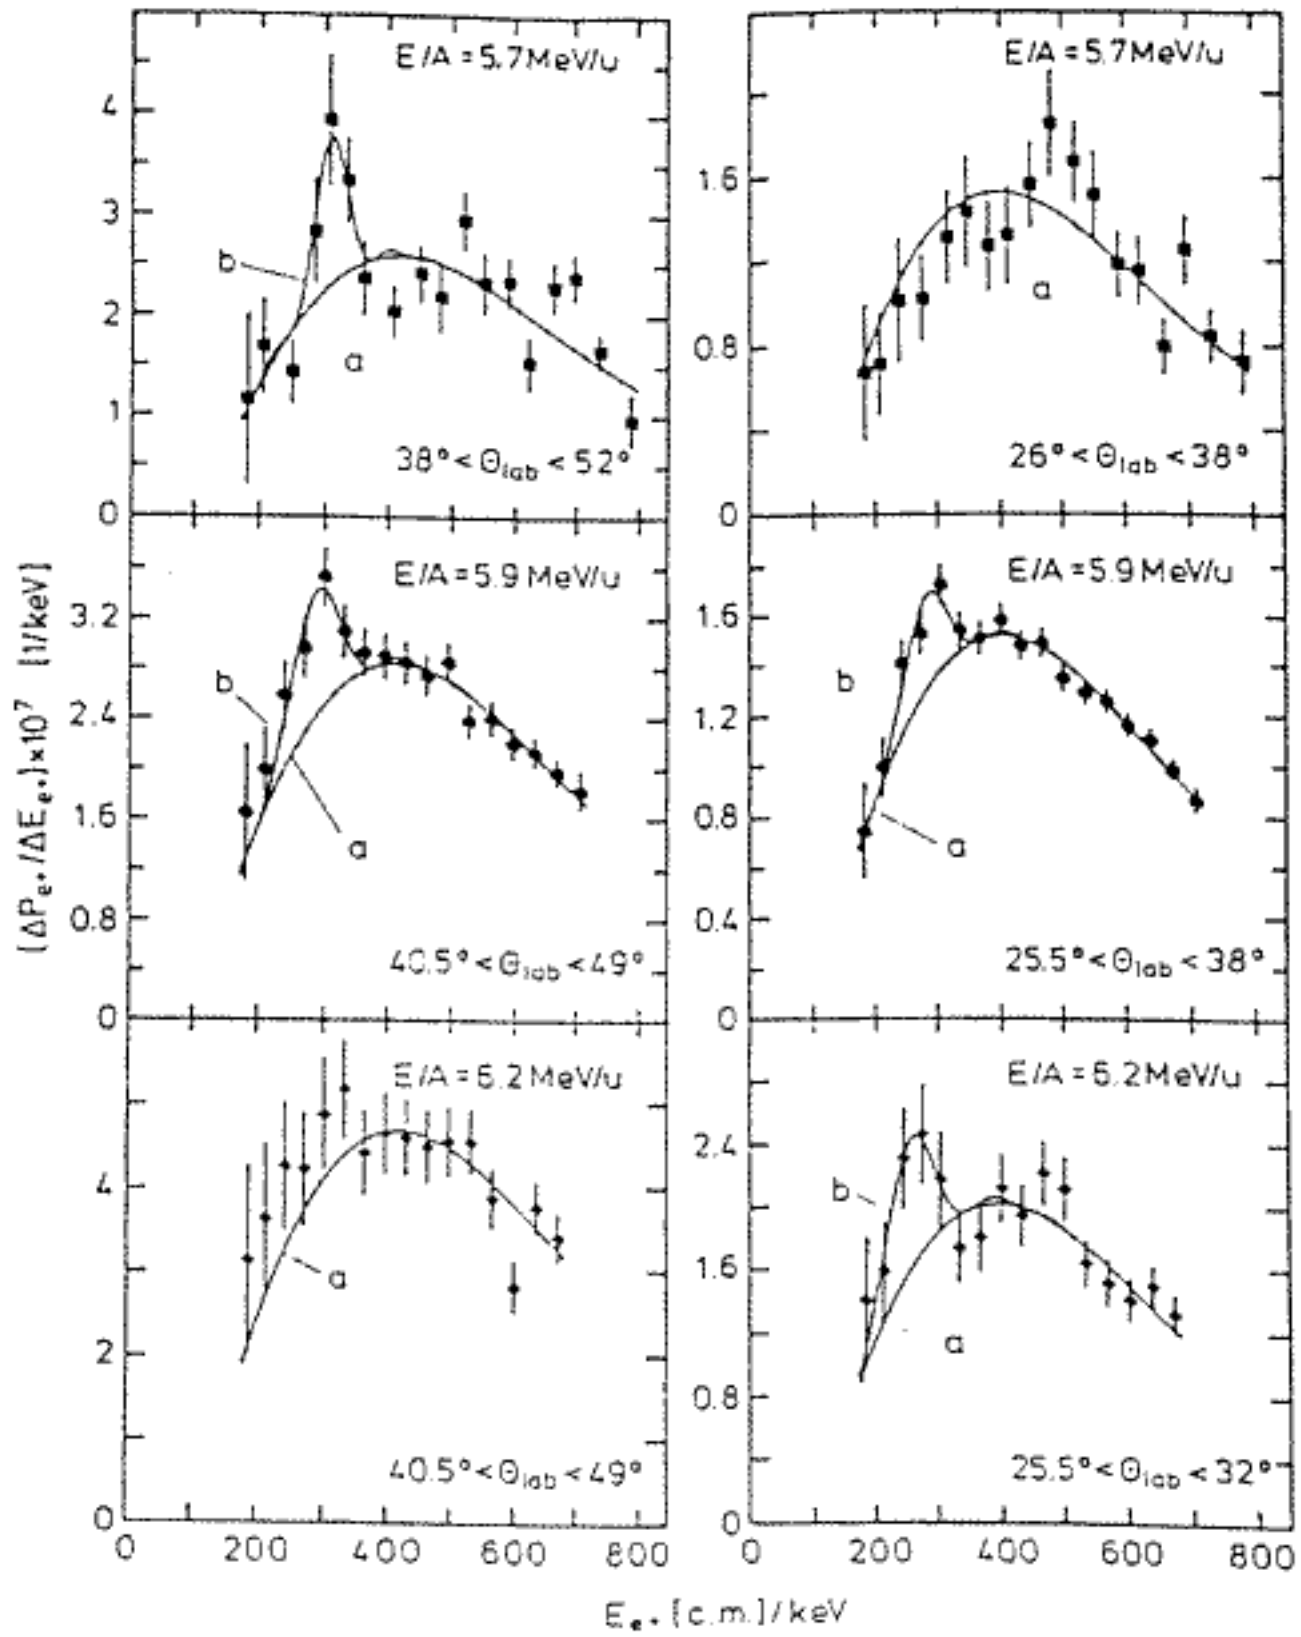 E/A = 5.7 MeV/u
4
3
b
2
a
1
38° < Θlab < 52°
0
E/A = 5.7 MeV/u
1.6
a
0.8
26° < Θlab < 38°
0
(ΔPe+/ΔEe+)×10⁷ [1/keV]
E/A = 5.9 MeV/u
3.2
b
2.4
1.6
a
0.8
40.5° < Θlab < 49°
0
E/A = 5.9 MeV/u
1.6
b
1.2
0.8
a
0.4
25.5° < Θlab < 38°
0
E/A = 6.2 MeV/u
4
a
2
40.5° < Θlab < 49°
0
0 200 400 600 800
E/A = 6.2 MeV/u
2.4
b
1.6
a
0.8
25.5° < Θlab < 32°
0
0 200 400 600 800
Ee+ [c.m.]/keV